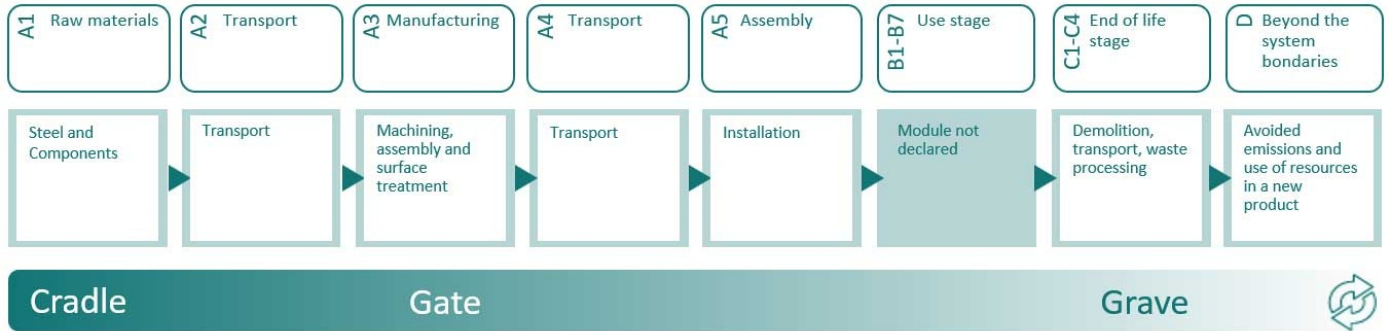 A1 Raw materials
A2 Transport
A3 Manufacturing
A4 Transport
A5 Assembly
B1-B7 Use stage
C1-C4 End of life
stage
D Beyond the
system
bondaries
Steel and
Components
Transport
Machining,
assembly and
surface
treatment
Transport
Installation
Module not
declared
Demolition,
transport, waste
processing
Avoided
emissions and
use of resources
in a new
product
Cradle
Gate
Grave